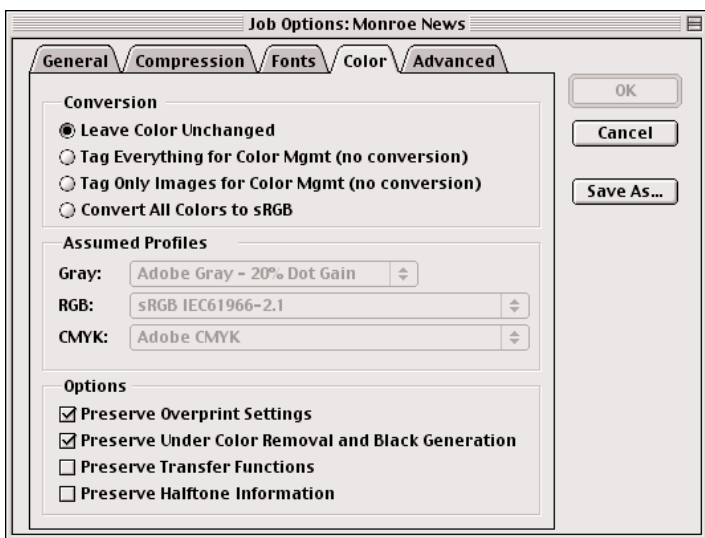 Job Options: Monroe News
General Compression Fonts Color Advanced
OK
Cancel
Save As...
Conversion
Leave Color Unchanged
Tag Everything for Color Mgmt (no conversion)
Tag Only Images for Color Mgmt (no conversion)
Convert All Colors to sRGB
Assumed Profiles
Gray: Adobe Gray - 20% Dot Gain
RGB: sRGB IEC61966-2.1
CMYK: Adobe CMYK
Options
Preserve Overprint Settings
Preserve Under Color Removal and Black Generation
Preserve Transfer Functions
Preserve Halftone Information